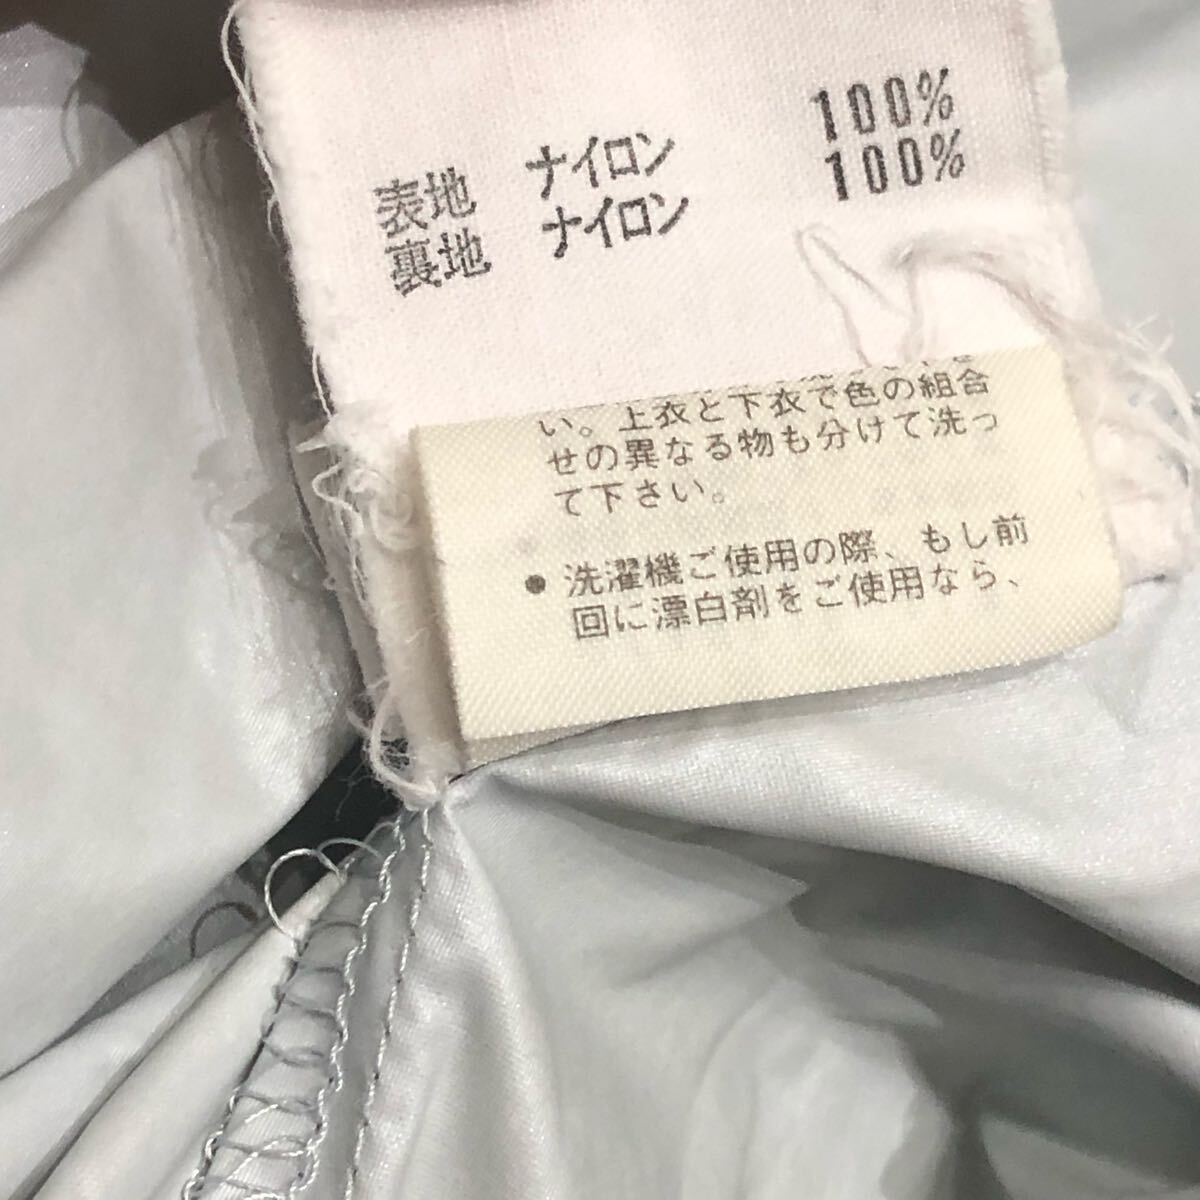 表地 ナイロン 100%
裏地 ナイロン 100%
い。上衣と下衣で色の組合
せの異なる物も分けて洗っ
て下さい。
● 洗濯機ご使用の際、もし前
回に漂白剤をご使用なら、